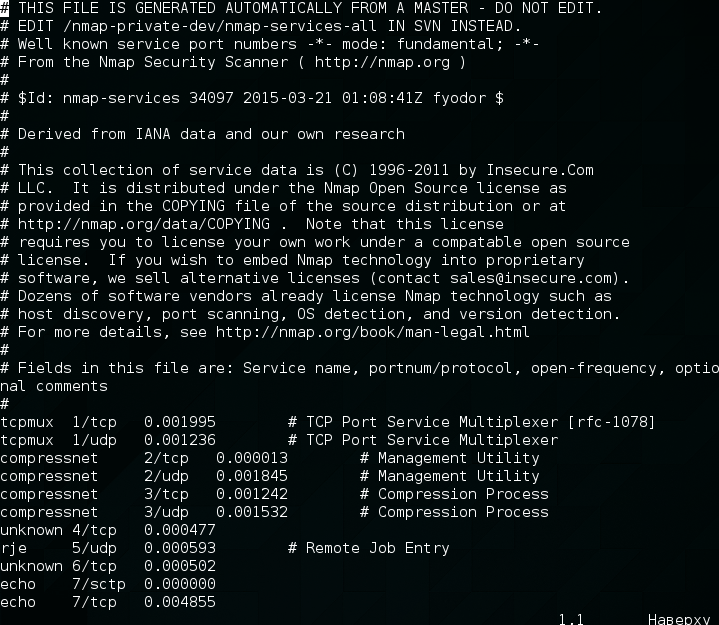 # THIS FILE IS GENERATED AUTOMATICALLY FROM A MASTER - DO NOT EDIT.
# EDIT /nmap-private-dev/nmap-services-all IN SVN INSTEAD.
# Well known service port numbers -*- mode: fundamental; -*-
# From the Nmap Security Scanner ( http://nmap.org )
#
# $Id: nmap-services 34097 2015-03-21 01:08:41Z fyodor $
#
# Derived from IANA data and our own research
#
# This collection of service data is (C) 1996-2011 by Insecure.Com
# LLC.  It is distributed under the Nmap Open Source license as
# provided in the COPYING file of the source distribution or at
# http://nmap.org/data/COPYING .  Note that this license
# requires you to license your own work under a compatable open source
# license.  If you wish to embed Nmap technology into proprietary
# software, we sell alternative licenses (contact sales@insecure.com).
# Dozens of software vendors already license Nmap technology such as
# host discovery, port scanning, OS detection, and version detection.
# For more details, see http://nmap.org/book/man-legal.html
#
# Fields in this file are: Service name, portnum/protocol, open-frequency, optio
nal comments
#
tcpmux  1/tcp   0.001995        # TCP Port Service Multiplexer [rfc-1078]
tcpmux  1/udp   0.001236        # TCP Port Service Multiplexer
compressnet     2/tcp   0.000013        # Management Utility
compressnet     2/udp   0.001845        # Management Utility
compressnet     3/tcp   0.001242        # Compression Process
compressnet     3/udp   0.001532        # Compression Process
unknown 4/tcp   0.000477
rje     5/udp   0.000593        # Remote Job Entry
unknown 6/tcp   0.000502
echo    7/sctp  0.000000
echo    7/tcp   0.004855
1,1       Наверху